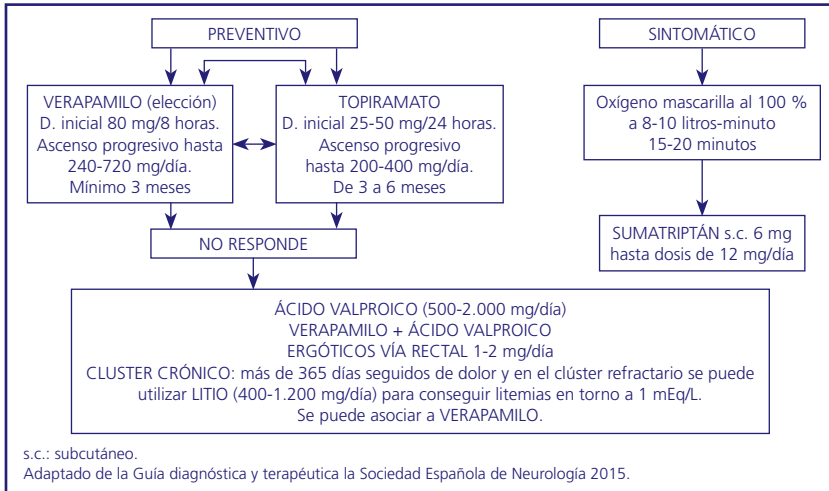 PREVENTIVO
SINTOMÁTICO
VERAPAMILO (elección)
D. inicial 80 mg/8 horas.
Ascenso progresivo hasta
240-720 mg/día.
Mínimo 3 meses
TOPIRAMATO
D. inicial 25-50 mg/24 horas.
Ascenso progresivo
hasta 200-400 mg/día.
De 3 a 6 meses
Oxígeno mascarilla al 100 %
a 8-10 litros-minuto
15-20 minutos
NO RESPONDE
SUMATRIPTÁN s.c. 6 mg
hasta dosis de 12 mg/día
ÁCIDO VALPROICO (500-2.000 mg/día)
VERAPAMILO + ÁCIDO VALPROICO
ERGÓTICOS VÍA RECTAL 1-2 mg/día
CLUSTER CRÓNICO: más de 365 días seguidos de dolor y en el clúster refractario se puede
utilizar LITIO (400-1.200 mg/día) para conseguir litemias en torno a 1 mEq/L.
Se puede asociar a VERAPAMILO.
s.c.: subcutáneo.
Adaptado de la Guía diagnóstica y terapéutica la Sociedad Española de Neurología 2015.